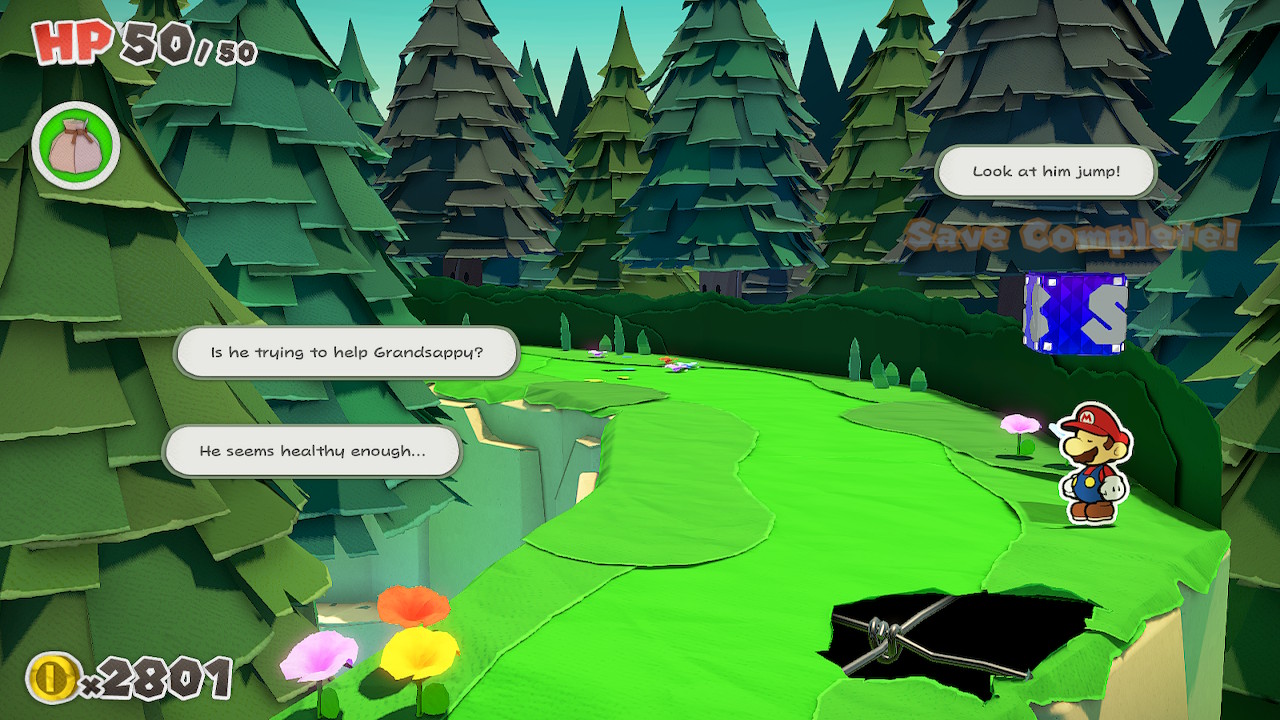 HP 50/50
Look at him jump!
Save Complete!
S
Is he trying to help Grandsappy?
He seems healthy enough...
M
×2801